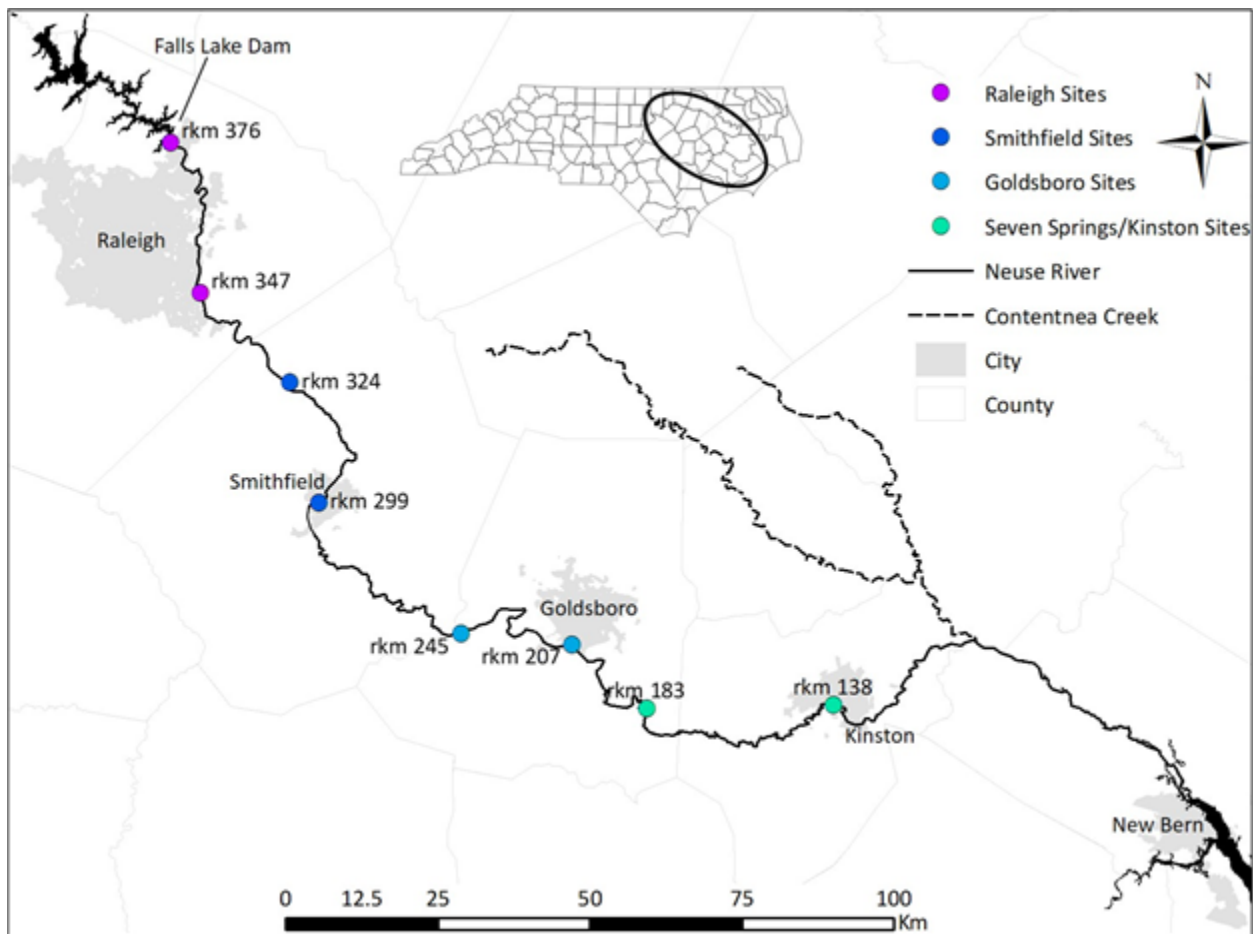 Falls Lake Dam
N
rkm 376
Raleigh Sites
Smithfield Sites
Goldsboro Sites
Seven Springs/Kinston Sites
Neuse River
Contentnea Creek
City
County
Raleigh
rkm 347
rkm 324
Smithfield
rkm 299
Goldsboro
rkm 245
rkm 207
rkm 183
rkm 138
Kinston
New Bern
0 12.5 25 50 75 100
Km